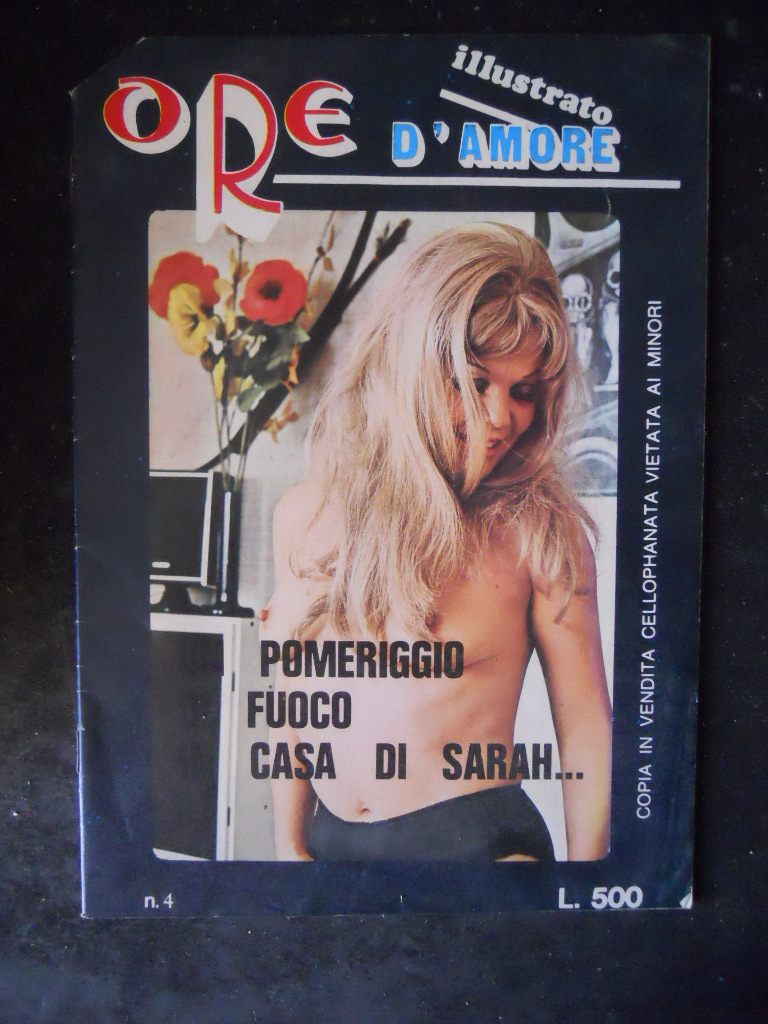 ORE
illustrato
D'AMORE
COPIA IN VENDITA CELLOPHANATA VIETATA AI MINORI
POMERIGGIO
FUOCO
CASA DI SARAH...
n. 4
L. 500